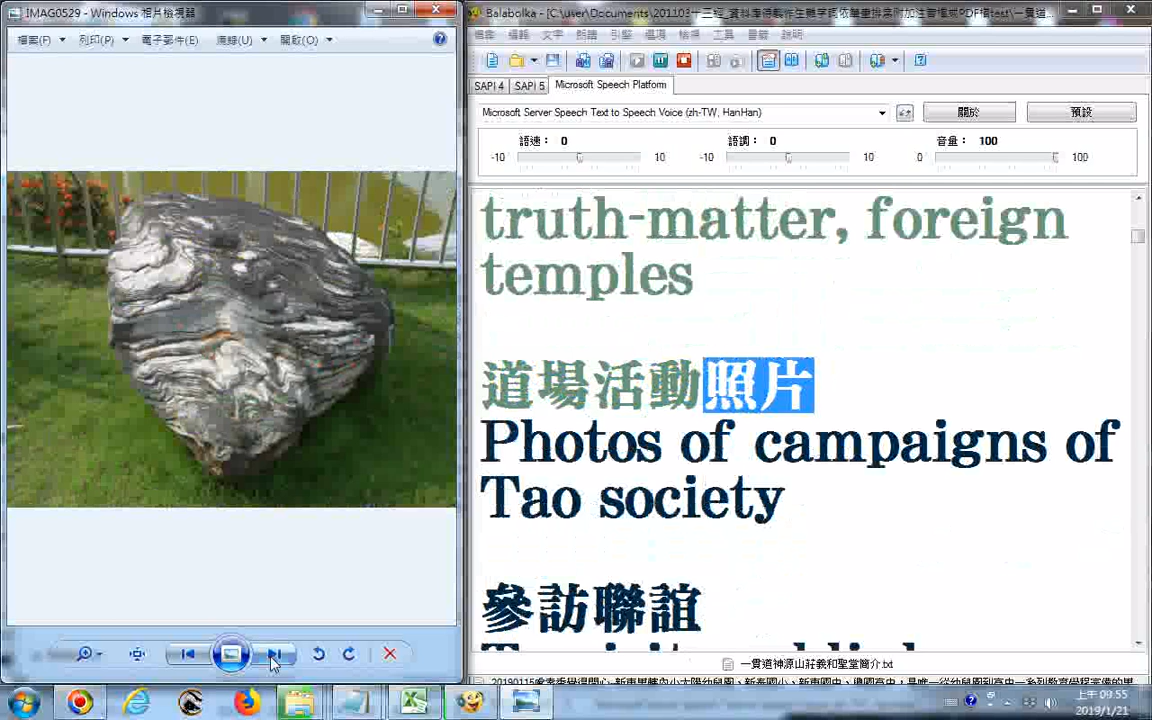 IMAG0529 - Windows 相片檢視器
檔案(F) 列印(P) 電子郵件(E) 燒錄(U) 開啟(O)
Balabolka - [C:\user\Documents\
SAPI 4 SAPI 5 Microsoft Speech Platform
Microsoft Server Speech Text to Speech Voice (zh-TW, HanHan) 關於 預設
語速： 0 語調： 0 音量： 100
-10 10 -10 10 0 100
truth-matter, foreign
temples
道場活動照片
Photos of campaigns of
Tao society
參訪聯誼
一貫道神源山莊義和聖堂簡介.txt
上午 09:55
2019/1/21